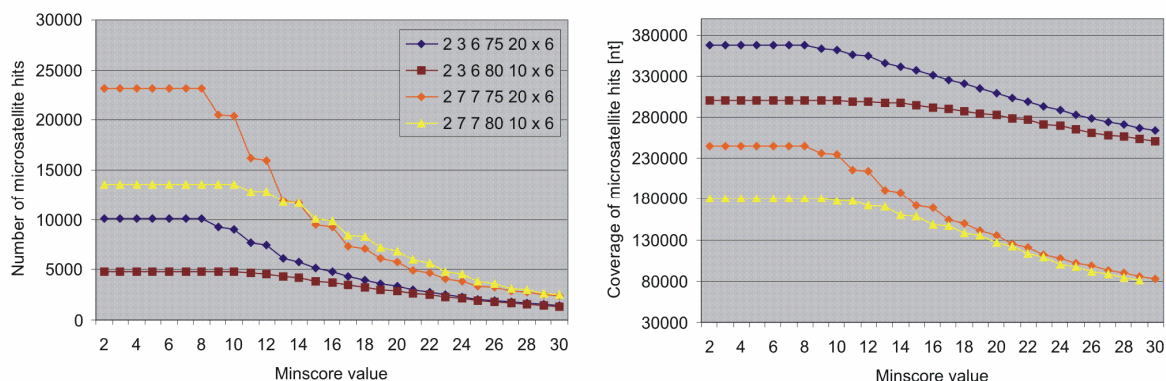 30000
25000
20000
15000
10000
5000
0
Number of microsatellite hits
2 4 6 8 10 12 14 16 18 20 22 24 26 28 30
Minscore value
2 3 6 75 20 x 6
2 3 6 80 10 x 6
2 7 7 75 20 x 6
2 7 7 80 10 x 6
380000
330000
280000
230000
180000
130000
80000
30000
Coverage of microsatellite hits [nt]
2 4 6 8 10 12 14 16 18 20 22 24 26 28 30
Minscore value